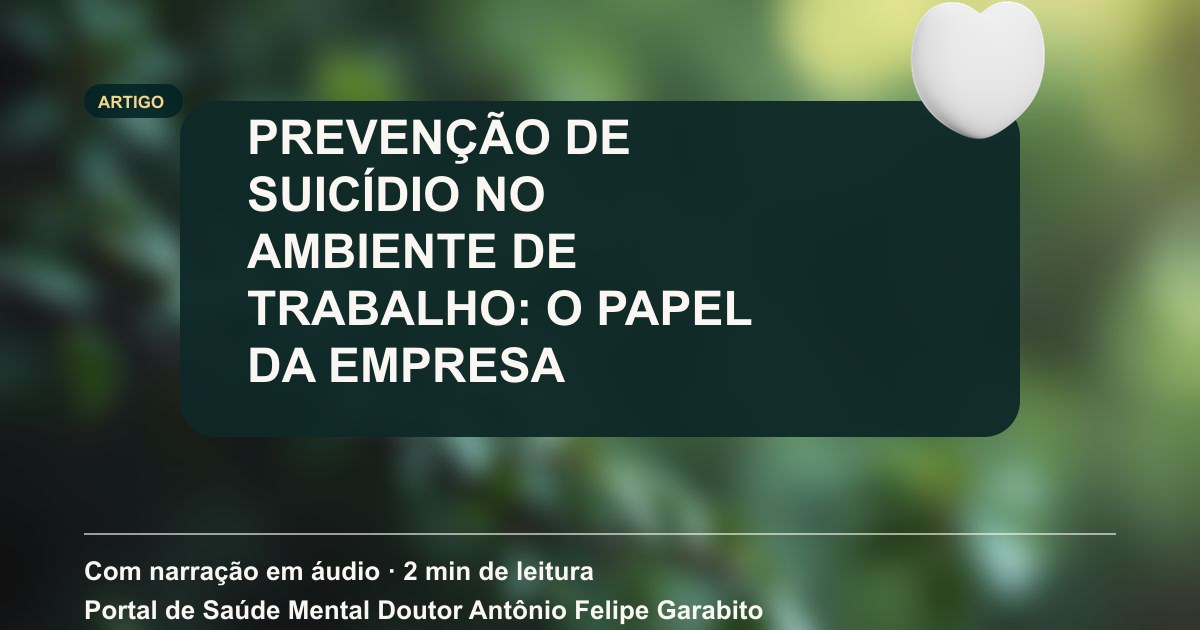 ARTIGO
PREVENÇÃO DE
SUICÍDIO NO
AMBIENTE DE
TRABALHO: O PAPEL
DA EMPRESA
Com narração em áudio · 2 min de leitura
Portal de Saúde Mental Doutor Antônio Felipe Garabito